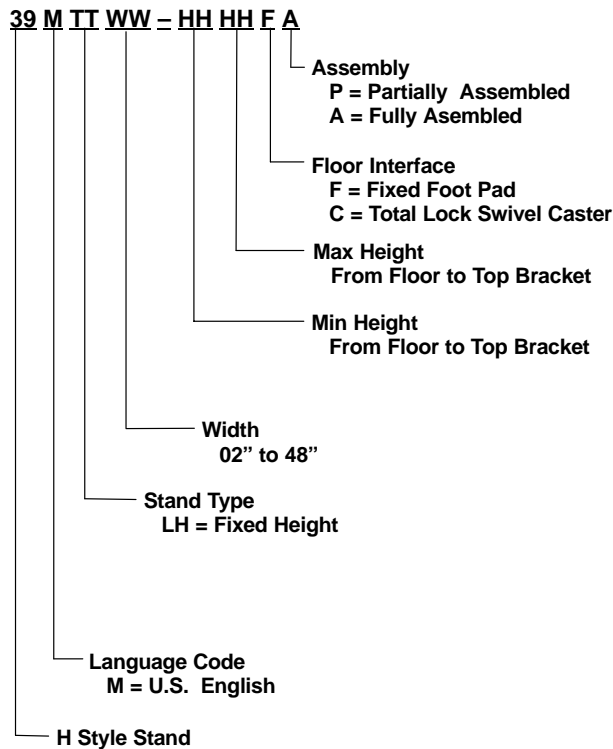 39 M TT WW – HH HH F A
Assembly
P = Partially Assembled
A = Fully Asembled
Floor Interface
F = Fixed Foot Pad
C = Total Lock Swivel Caster
Max Height
From Floor to Top Bracket
Min Height
From Floor to Top Bracket
Width
02” to 48”
Stand Type
LH = Fixed Height
Language Code
M = U.S. English
H Style Stand